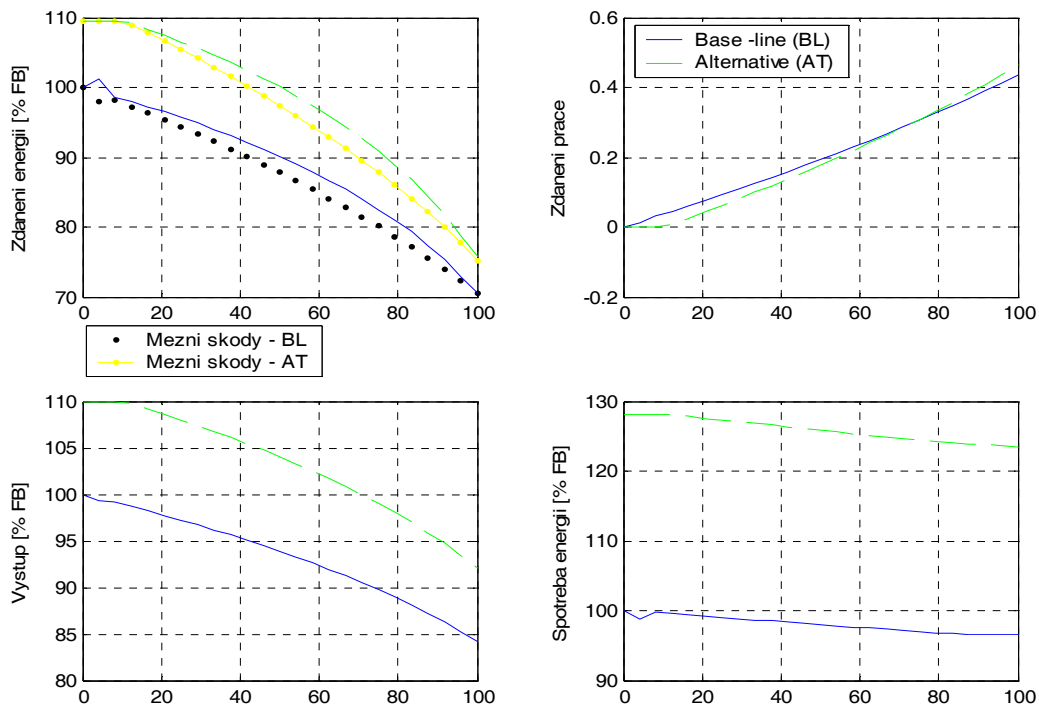 110
100
90
80
70
0 20 40 60 80 100
Zdaneni energii [% FB]
0.6
0.4
0.2
0
-0.2
0 20 40 60 80 100
Zdaneni prace
Base -line (BL)
Alternative (AT)
Mezni skody - BL
Mezni skody - AT
110
105
100
95
90
85
80
0 20 40 60 80 100
Vystup [% FB]
130
120
110
100
90
0 20 40 60 80 100
Spotreba energii [% FB]